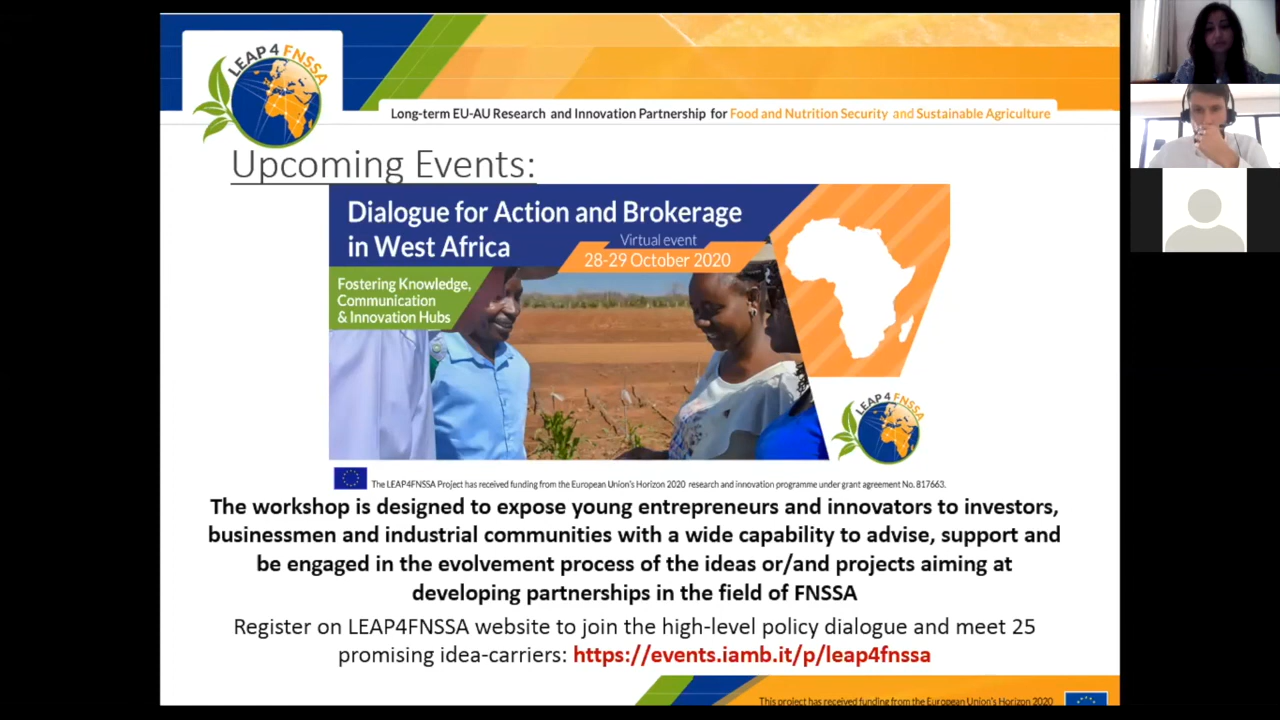 LEAP 4 FNSSA
Long-term EU-AU Research and Innovation Partnership for Food and Nutrition Security and Sustainable Agriculture
Upcoming Events:
Dialogue for Action and Brokerage
in West Africa
Virtual event
28-29 October 2020
Fostering Knowledge,
Communication
& Innovation Hubs
LEAP 4 FNSSA
The LEAP4FNSSA Project has received funding from the European Union's Horizon 2020 research and innovation programme under grant agreement No. 817663.
The workshop is designed to expose young entrepreneurs and innovators to investors,
businessmen and industrial communities with a wide capability to advise, support and
be engaged in the evolvement process of the ideas or/and projects aiming at
developing partnerships in the field of FNSSA
Register on LEAP4FNSSA website to join the high-level policy dialogue and meet 25
promising idea-carriers: https://events.iamb.it/p/leap4fnssa
This project has received funding from the European Union's Horizon 2020